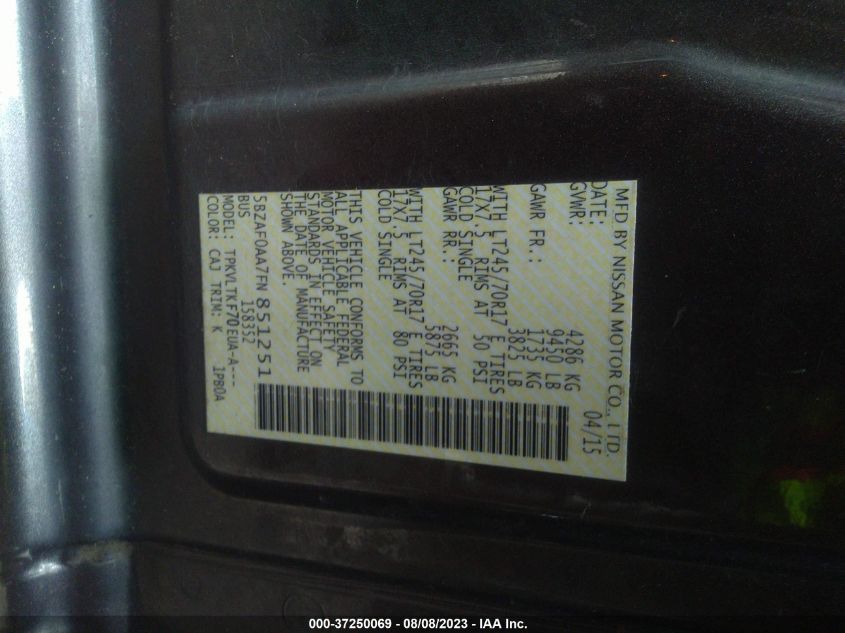 MFD BY NISSAN MOTOR CO., LTD.
DATE: 04/15
GVWR: 4286 KG
9450 LB
GAWR FR.: 1735 KG
3825 LB
WITH LT245/70R17 E TIRES
17X7.5 RIMS AT 50 PSI
COLD SINGLE
GAWR RR.: 2665 KG
5875 LB
WITH LT245/70R17 E TIRES
17X7.5 RIMS AT 80 PSI
COLD SINGLE
THIS VEHICLE CONFORMS TO
ALL APPLICABLE FEDERAL
MOTOR VEHICLE SAFETY
STANDARDS IN EFFECT ON
THE DATE OF MANUFACTURE
SHOWN ABOVE.
5BZAF0AA7FN851251
BUS 158352
MODEL: TPKVLTKF70EUA-A---
COLOR: CAJ TRIM: K 1PB0A
000-37250069 - 08/08/2023 - IAA Inc.